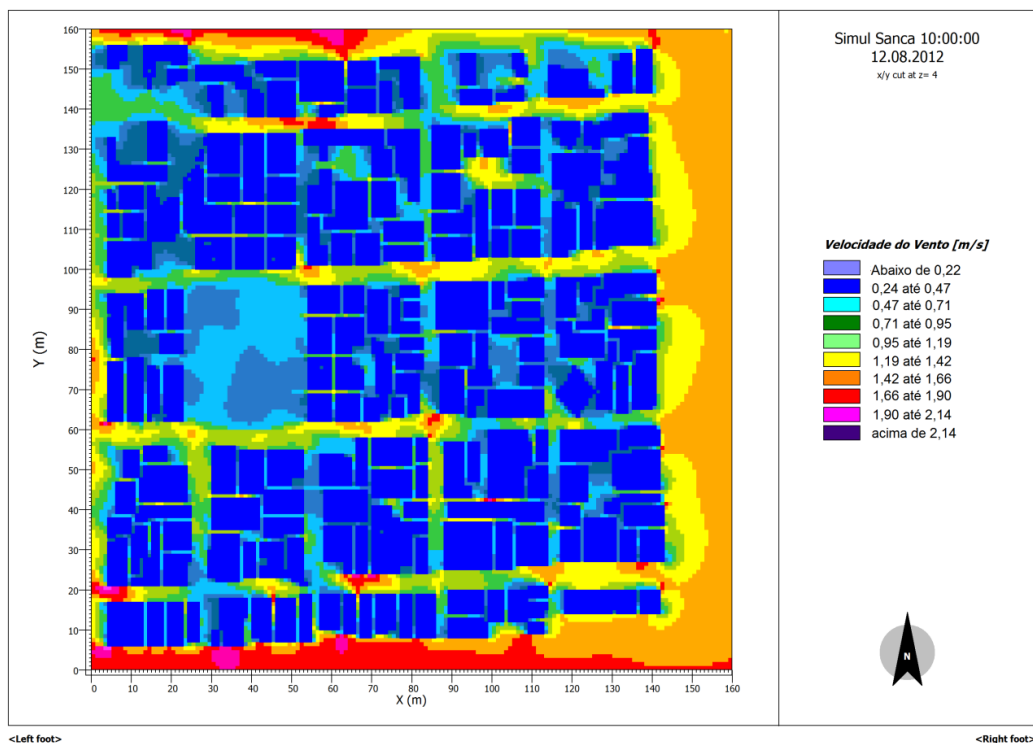 Simul Sanca 10:00:00
12.08.2012
x/y cut at z= 4
160
150
140
130
120
110
100
90
80
70
60
50
40
30
20
10
0
Y (m)
0 10 20 30 40 50 60 70 80 90 100 110 120 130 140 150 160
X (m)
Velocidade do Vento [m/s]
Abaixo de 0,22
0,24 até 0,47
0,47 até 0,71
0,71 até 0,95
0,95 até 1,19
1,19 até 1,42
1,42 até 1,66
1,66 até 1,90
1,90 até 2,14
acima de 2,14
N
<Left foot>
<Right foot>